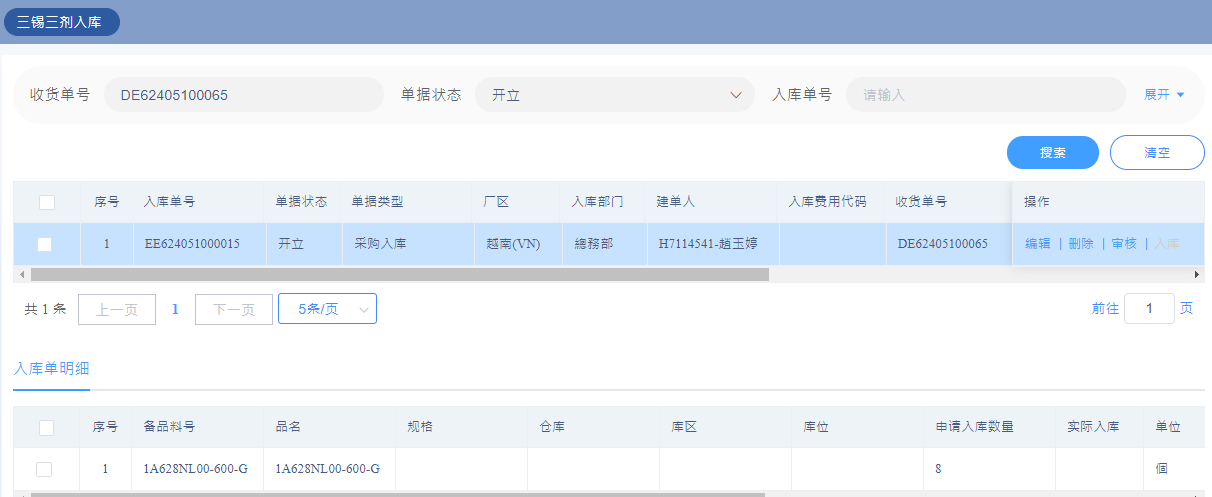 三锡三剂入库
收货单号 DE62405100065 单据状态 开立 入库单号 请输入 展开
搜索 清空
序号 入库单号 单据状态 单据类型 厂区 入库部门 建单人 入库费用代码 收货单号 操作
1 EE624051000015 开立 采购入库 越南(VN) 總務部 H7114541-趙玉婷 DE62405100065 编辑 | 删除 | 审核 | 入库
共 1 条 上一页 1 下一页 5条/页 前往 1 页
入库单明细
序号 备品料号 品名 规格 仓库 库区 库位 申请入库数量 实际入库 单位
1 1A628NL00-600-G 1A628NL00-600-G 8 個